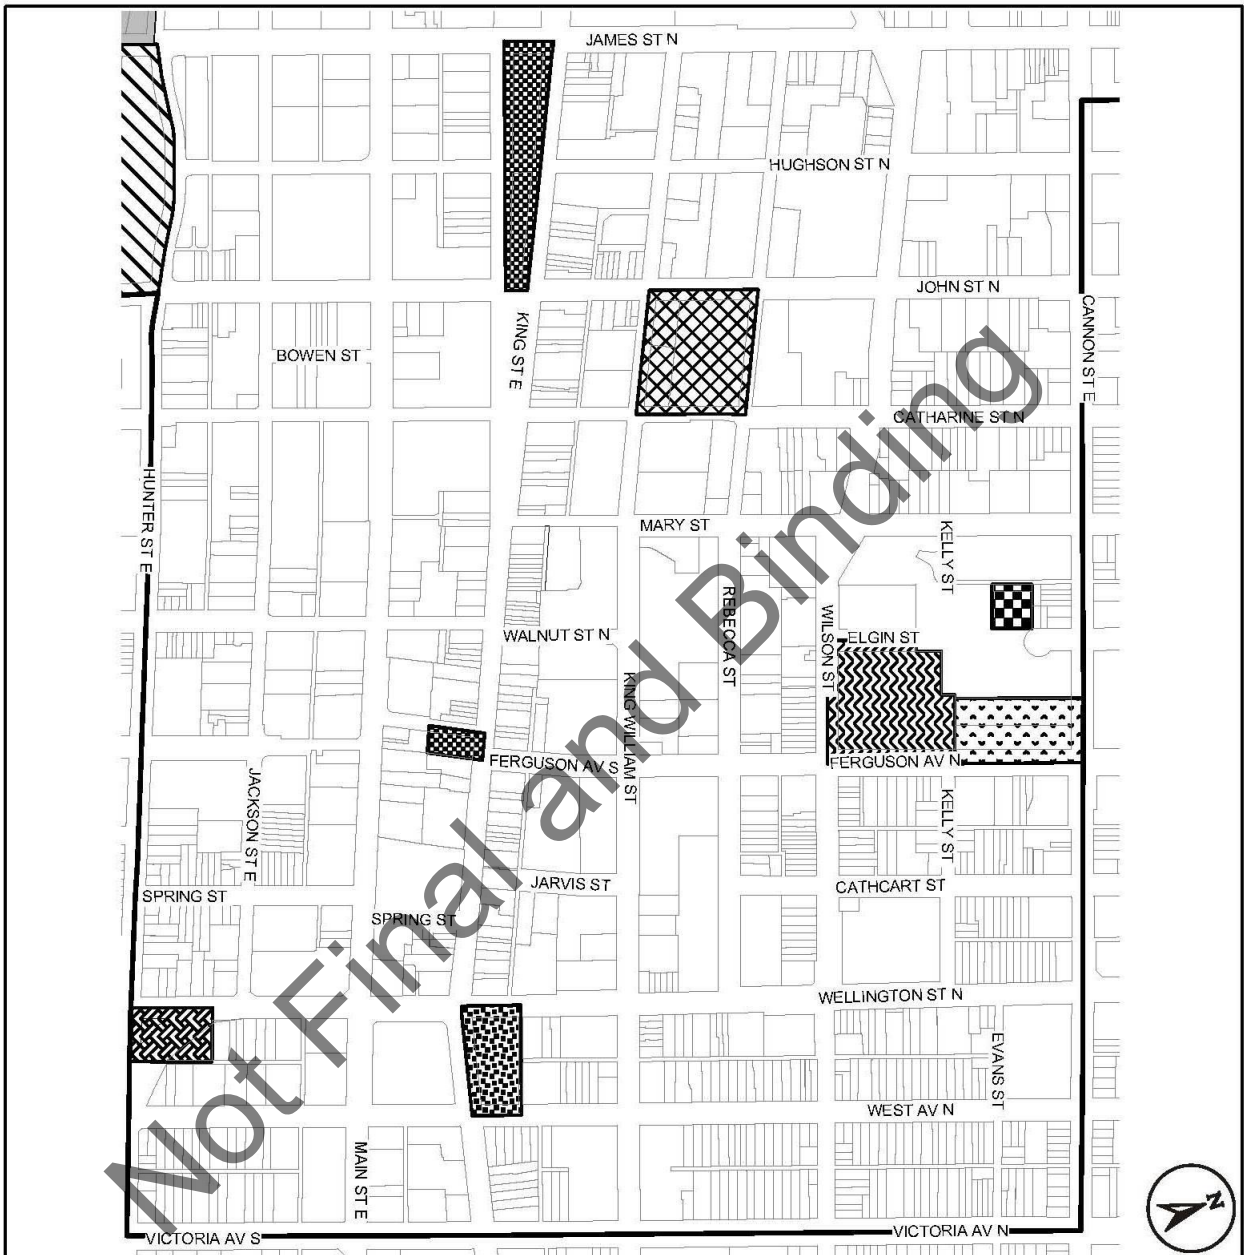 JAMES ST N
HUGHSON ST N
JOHN ST N
CANNON ST E
KING ST E
BOWEN ST
CATHARINE ST N
HUNTER ST E
MARY ST
KELLY ST
REBECCA ST
WILSON ST
WALNUT ST N
ELGIN ST
KING WILLIAM ST
FERGUSON AV S
FERGUSON AV N
JACKSON ST E
KELLY ST
JARVIS ST
CATHCART ST
SPRING ST
SPRING ST
WELLINGTON ST N
EVANS ST
WEST AV N
MAIN ST E
VICTORIA AV S
VICTORIA AV N
N
Not Final and Binding